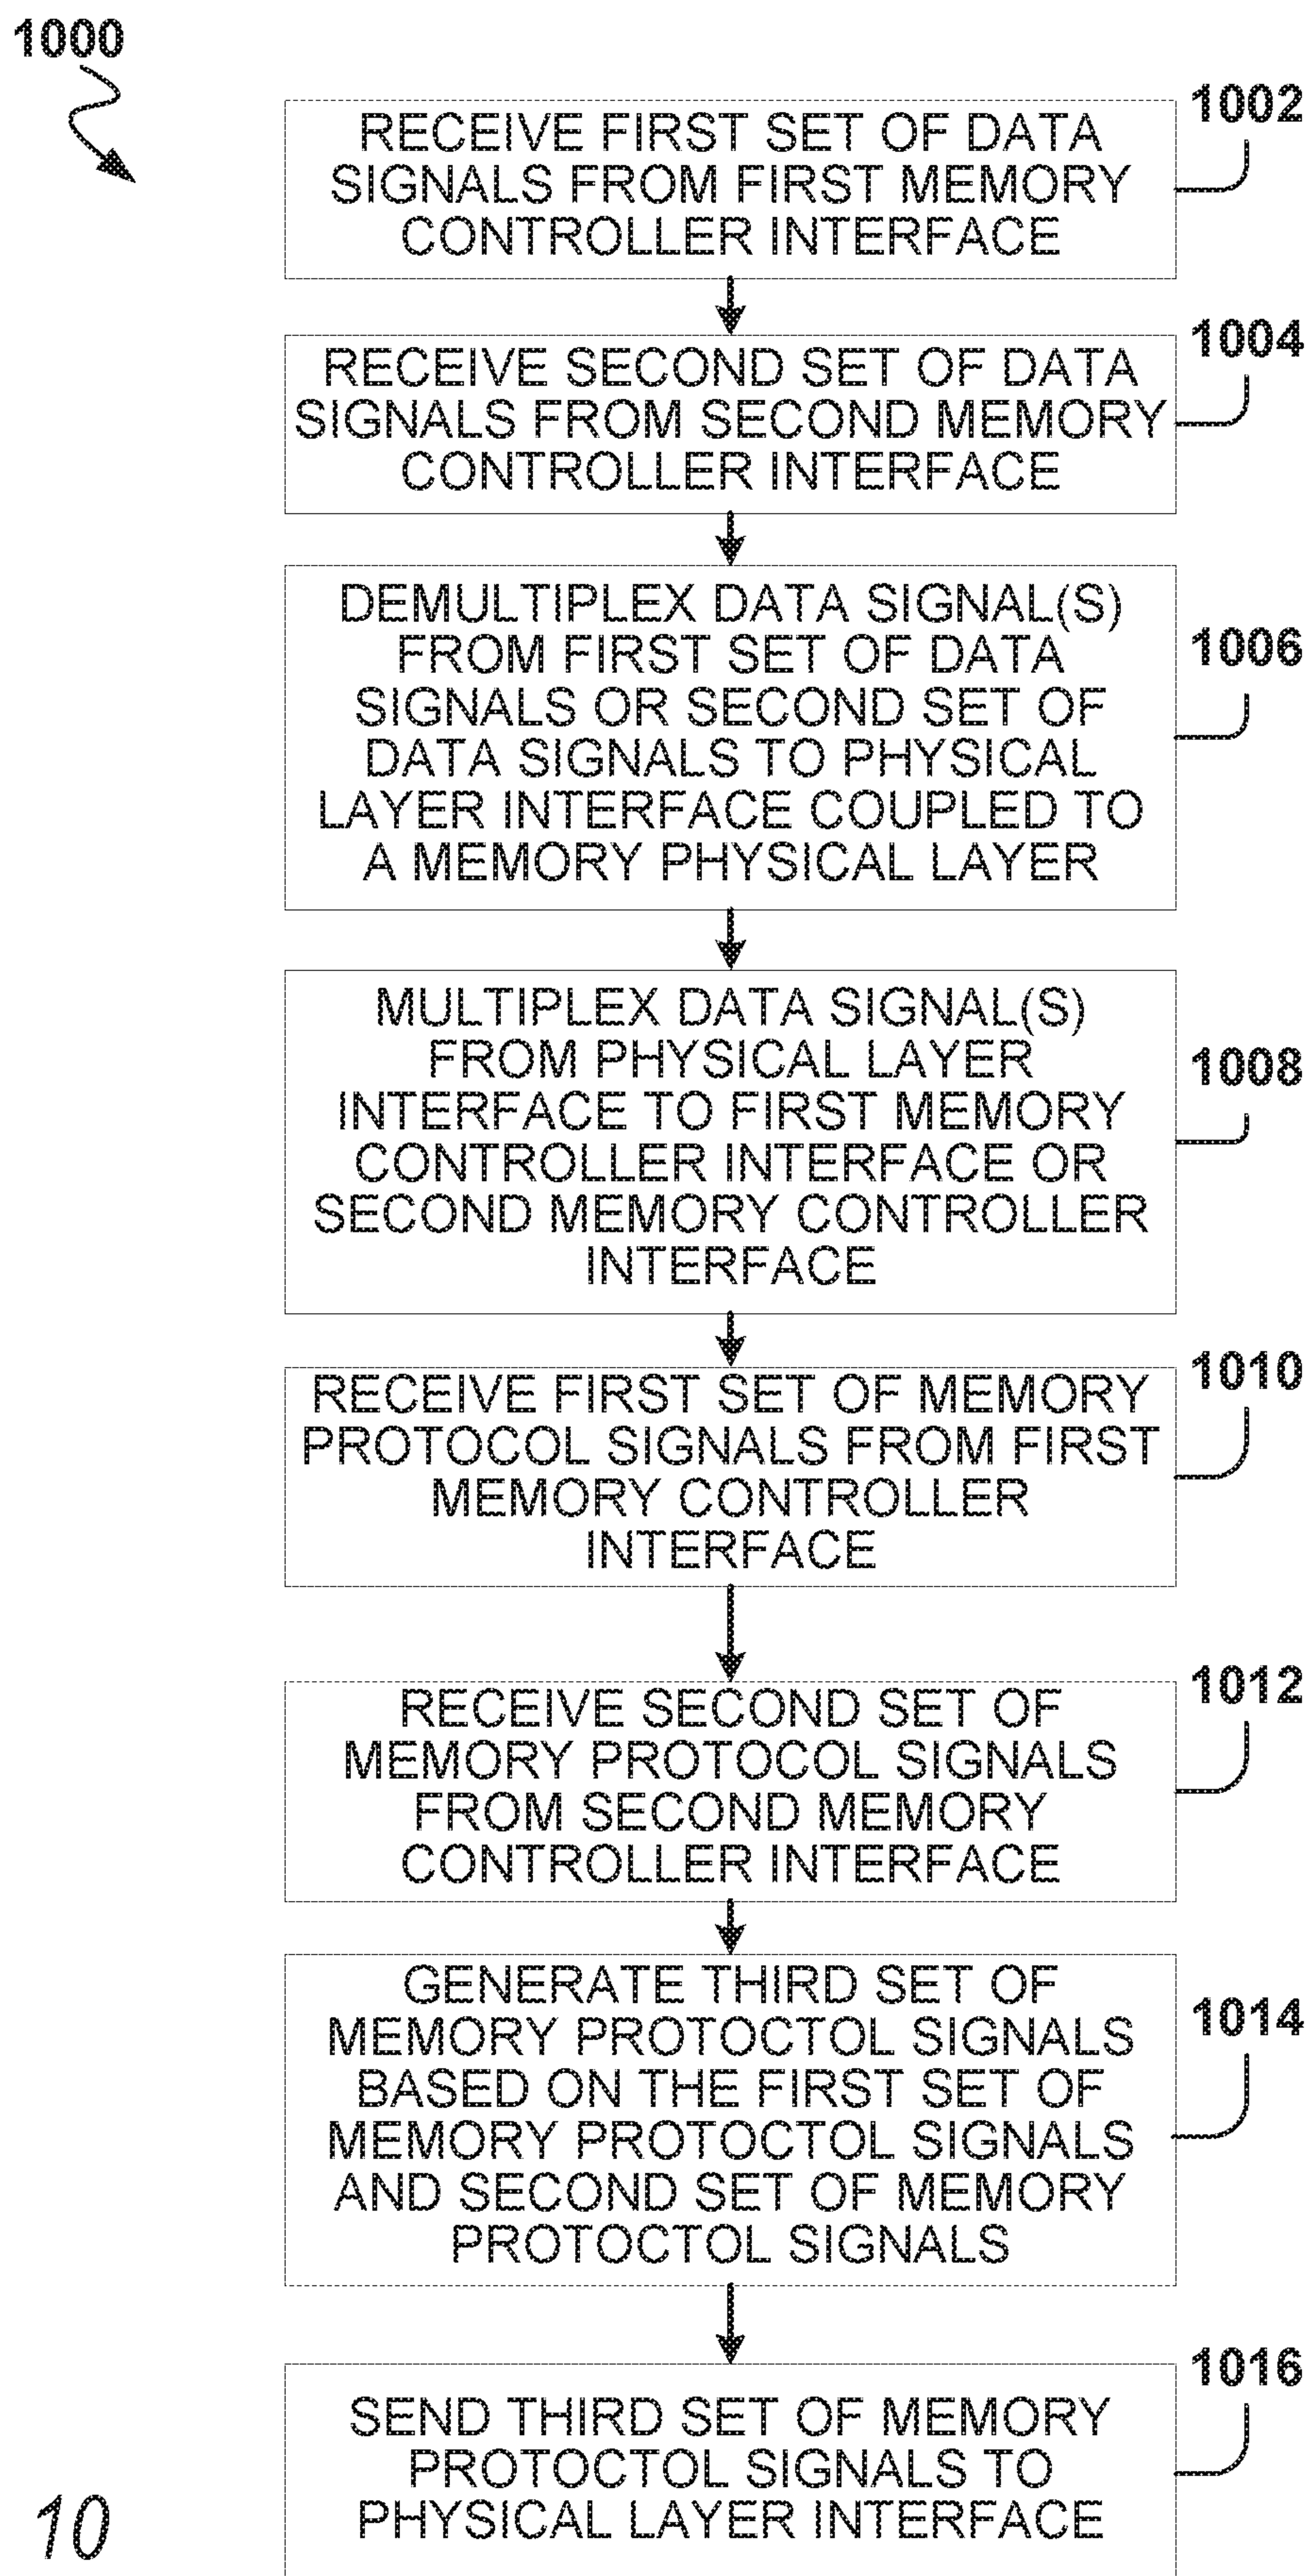 1000
1002
RECEIVE FIRST SET OF DATA
SIGNALS FROM FIRST MEMORY
CONTROLLER INTERFACE
1004
RECEIVE SECOND SET OF DATA
SIGNALS FROM SECOND MEMORY
CONTROLLER INTERFACE
1006
DEMULTIPLEX DATA SIGNAL(S)
FROM FIRST SET OF DATA
SIGNALS OR SECOND SET OF
DATA SIGNALS TO PHYSICAL
LAYER INTERFACE COUPLED TO
A MEMORY PHYSICAL LAYER
1008
MULTIPLEX DATA SIGNAL(S)
FROM PHYSICAL LAYER
INTERFACE TO FIRST MEMORY
CONTROLLER INTERFACE OR
SECOND MEMORY CONTROLLER
INTERFACE
1010
RECEIVE FIRST SET OF MEMORY
PROTOCOL SIGNALS FROM FIRST
MEMORY CONTROLLER
INTERFACE
1012
RECEIVE SECOND SET OF
MEMORY PROTOCOL SIGNALS
FROM SECOND MEMORY
CONTROLLER INTERFACE
1014
GENERATE THIRD SET OF
MEMORY PROTOCTOL SIGNALS
BASED ON THE FIRST SET OF
MEMORY PROTOCTOL SIGNALS
AND SECOND SET OF MEMORY
PROTOCTOL SIGNALS
1016
SEND THIRD SET OF MEMORY
PROTOCTOL SIGNALS TO
PHYSICAL LAYER INTERFACE
10